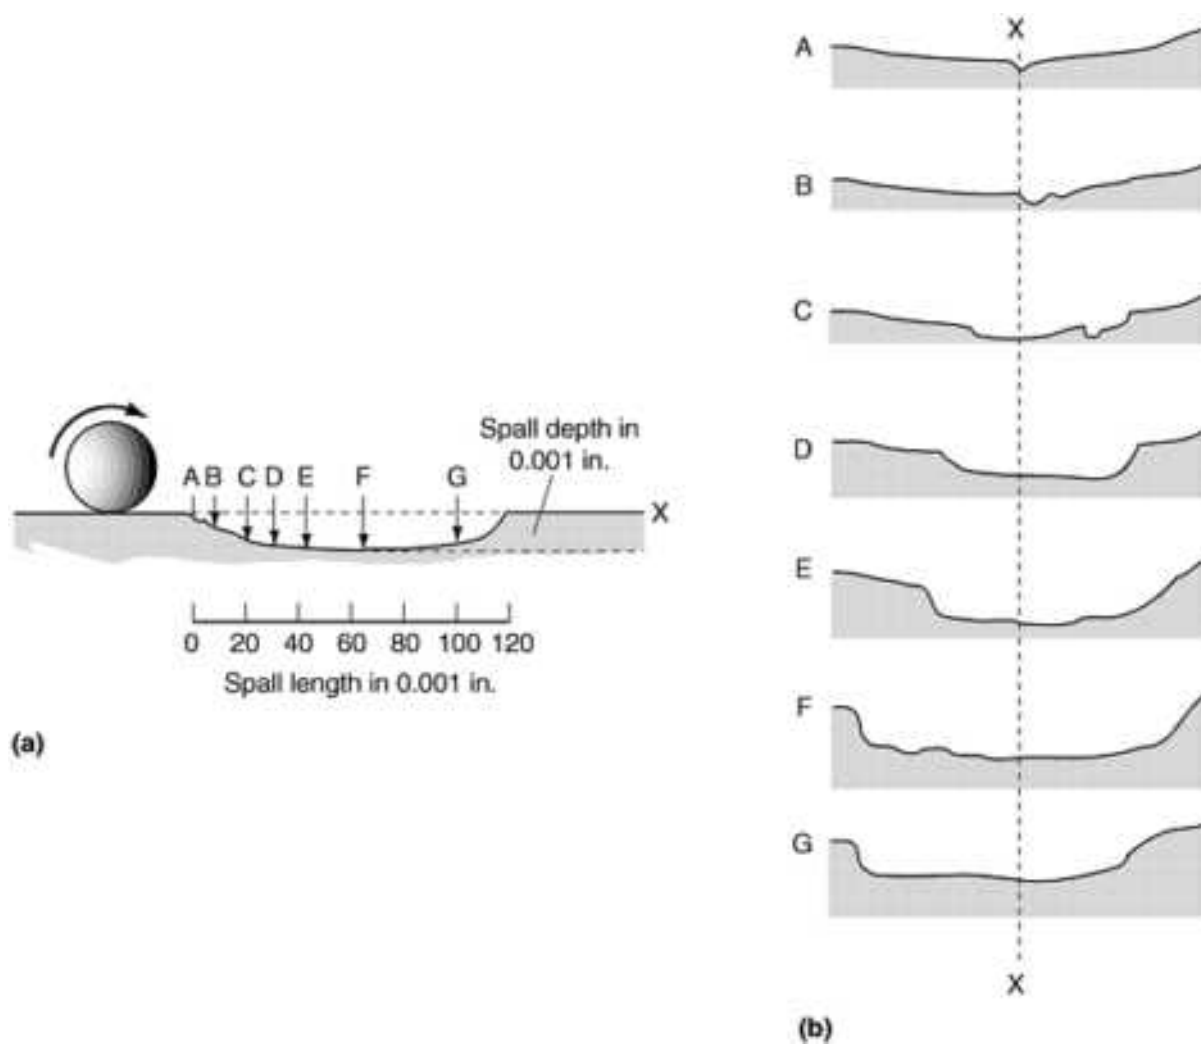 Spall depth in
0.001 in.
A B C D E F G
X
0 20 40 60 80 100 120
Spall length in 0.001 in.
(a)
X
A
B
C
D
E
F
G
X
(b)